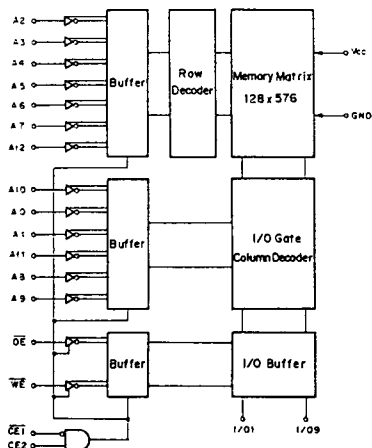 A2
A3
A4
A5
A6
A7
A12
Buffer
Row
Decoder
Memory Matrix
128 x 576
Vcc
GND
A10
A0
A1
A11
A8
A9
Buffer
I/O Gate
Column Decoder
OE
WE
Buffer
I/O Buffer
CE1
CE2
I/O1
I/O9